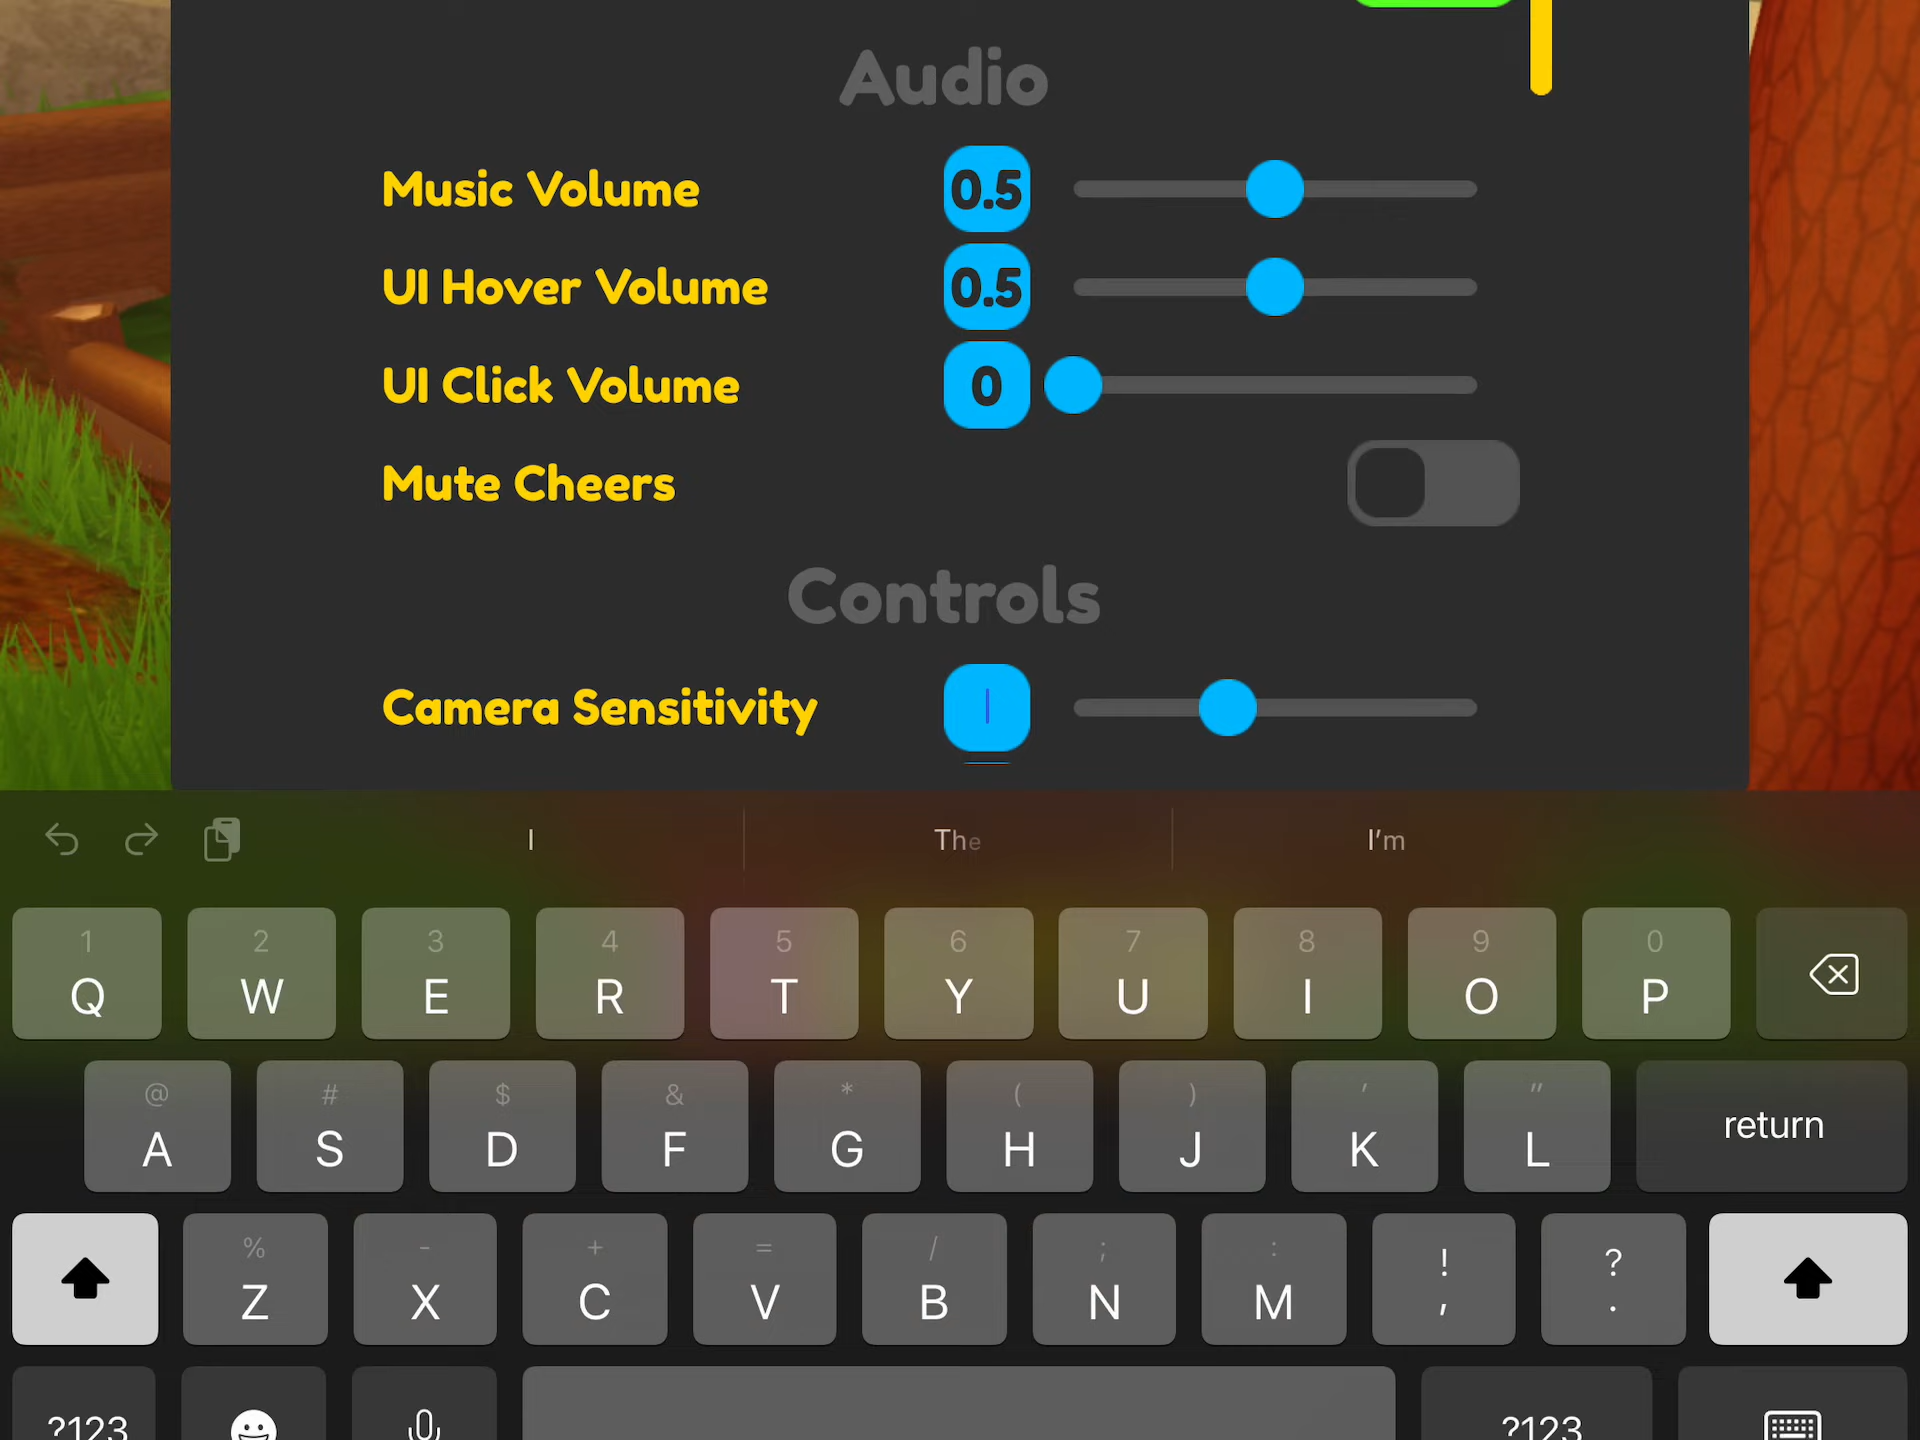 Audio
Music Volume 0.5
UI Hover Volume 0.5
UI Click Volume 0
Mute Cheers
Controls
Camera Sensitivity
I The I'm
1 2 3 4 5 6 7 8 9 0
Q W E R T Y U I O P
@ # $ & * ( ) ' "
A S D F G H J K L return
% - + = / ; : ! ?
Z X C V B N M , .
?123 ?123